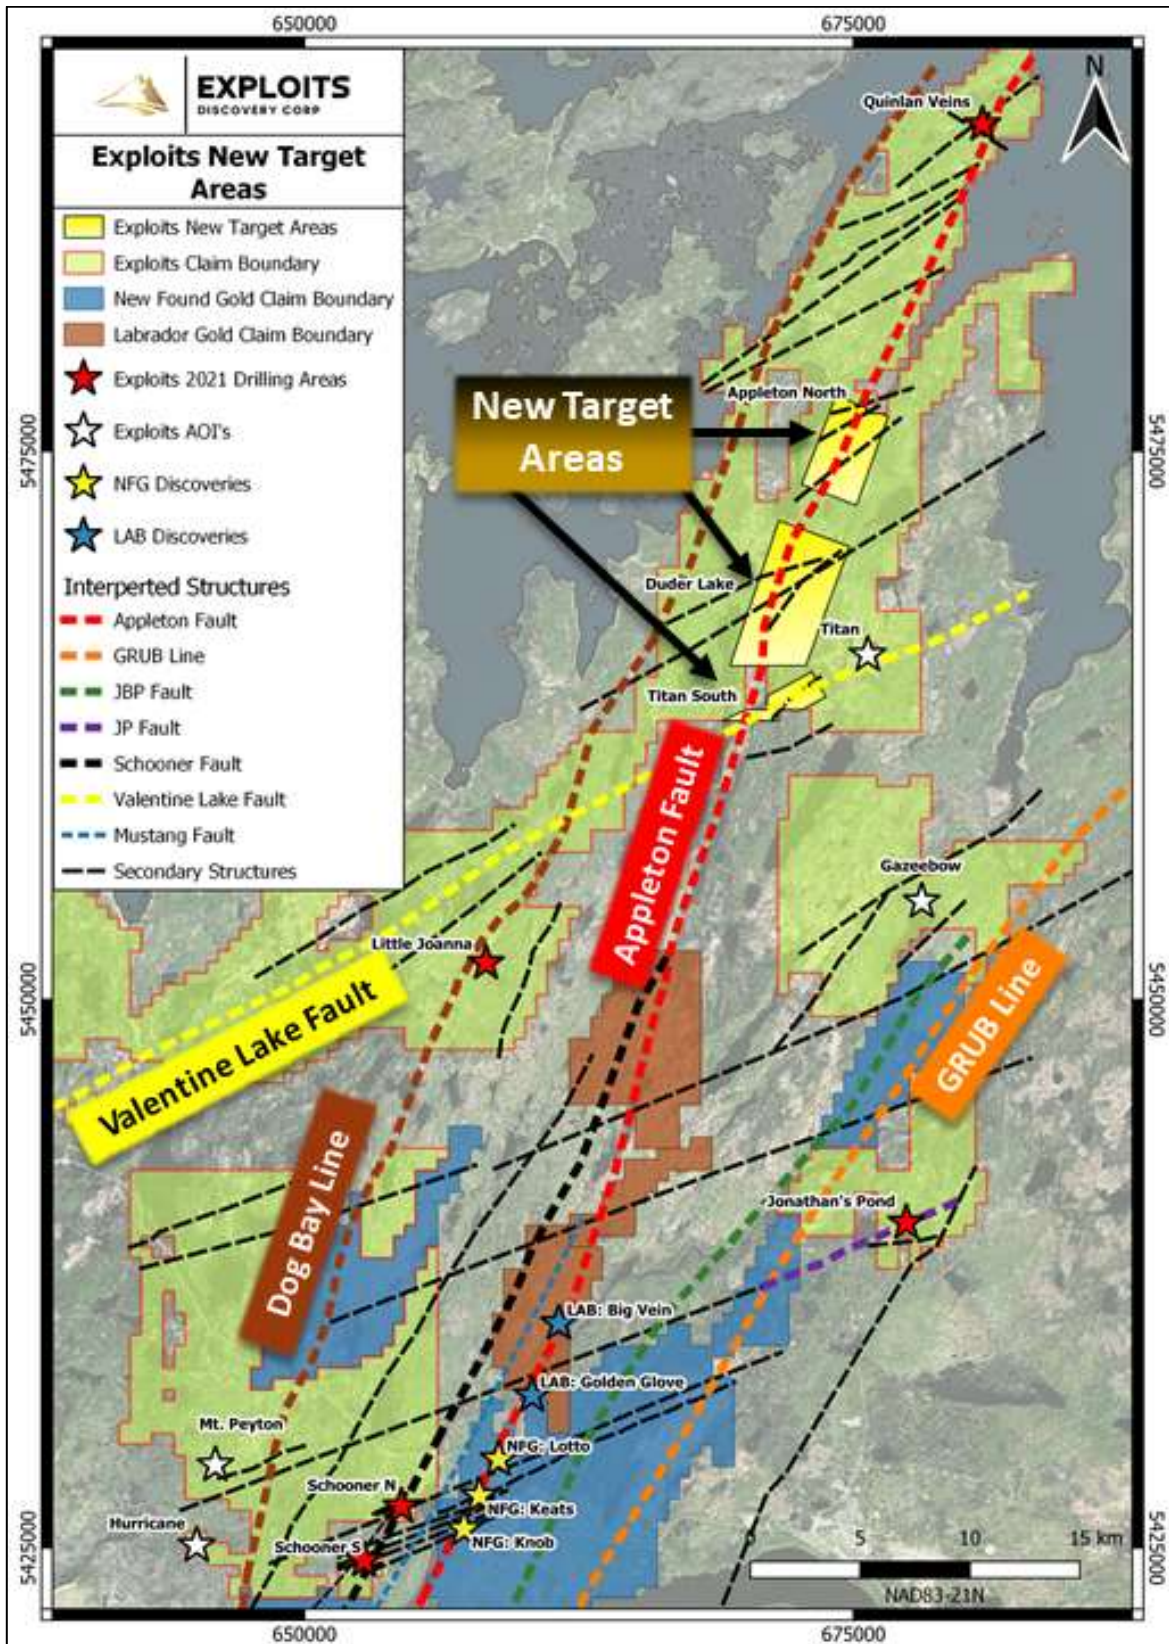 650000
675000
EXPLOITS
DISCOVERY CORP
Exploits New Target
Areas
Exploits New Target Areas
Exploits Claim Boundary
New Found Gold Claim Boundary
Labrador Gold Claim Boundary
Exploits 2021 Drilling Areas
Exploits AOI's
NFG Discoveries
LAB Discoveries
Interperted Structures
Appleton Fault
GRUB Line
JBP Fault
JP Fault
Schooner Fault
Valentine Lake Fault
Mustang Fault
Secondary Structures
N
Quinlan Veins
New Target
Areas
Appleton North
5475000
5475000
Duder Lake
Titan
Titan South
Appleton Fault
Gazeebow
Little Joanna
Valentine Lake Fault
5450000
5450000
GRUB Line
Dog Bay Line
Jonathan's Pond
LAB: Big Vein
LAB: Golden Glove
Mt. Peyton
NFG: Lotto
Schooner N
NFG: Keats
Hurricane
Schooner S
NFG: Knob
5425000
5425000
0 5 10 15 km
NAD83-21N
650000
675000